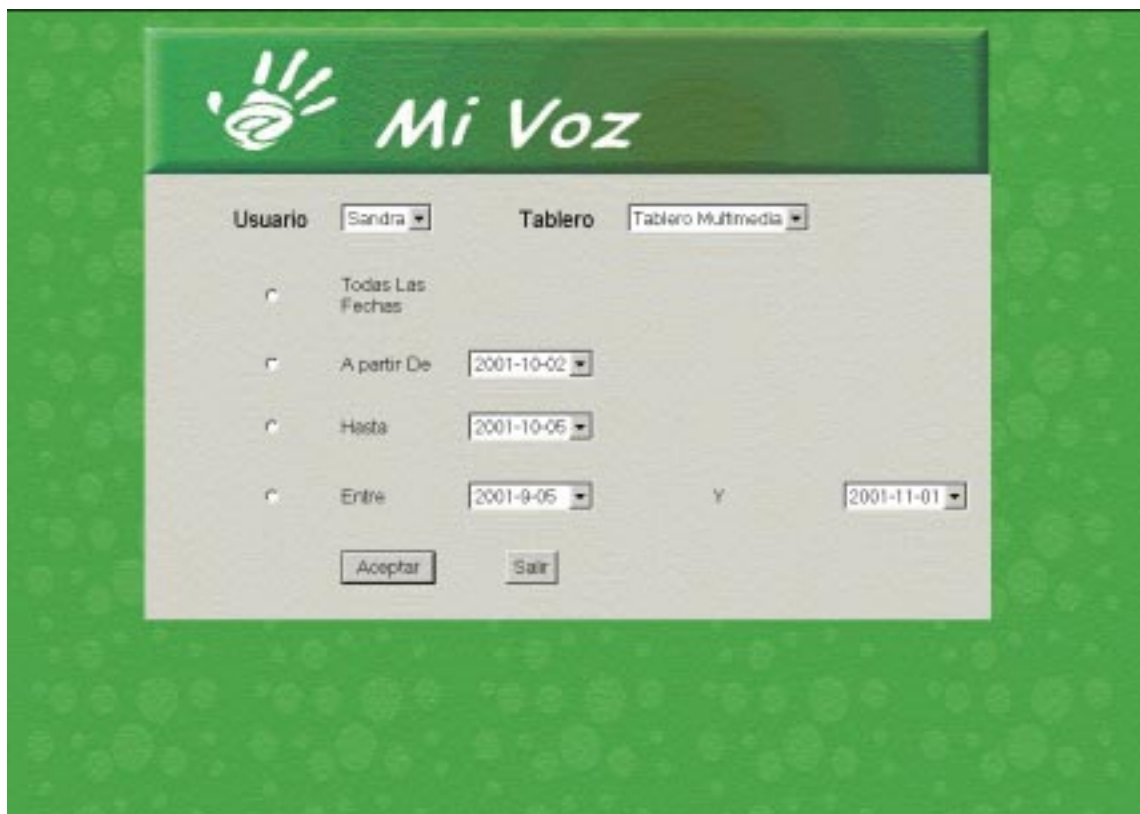 @ Mi Voz
Usuario Sandra Tablero Tablero Multimedia
Todas Las
Fechas
A partir De 2001-10-02
Hasta 2001-10-05
Entre 2001-9-05 Y 2001-11-01
Aceptar Salir